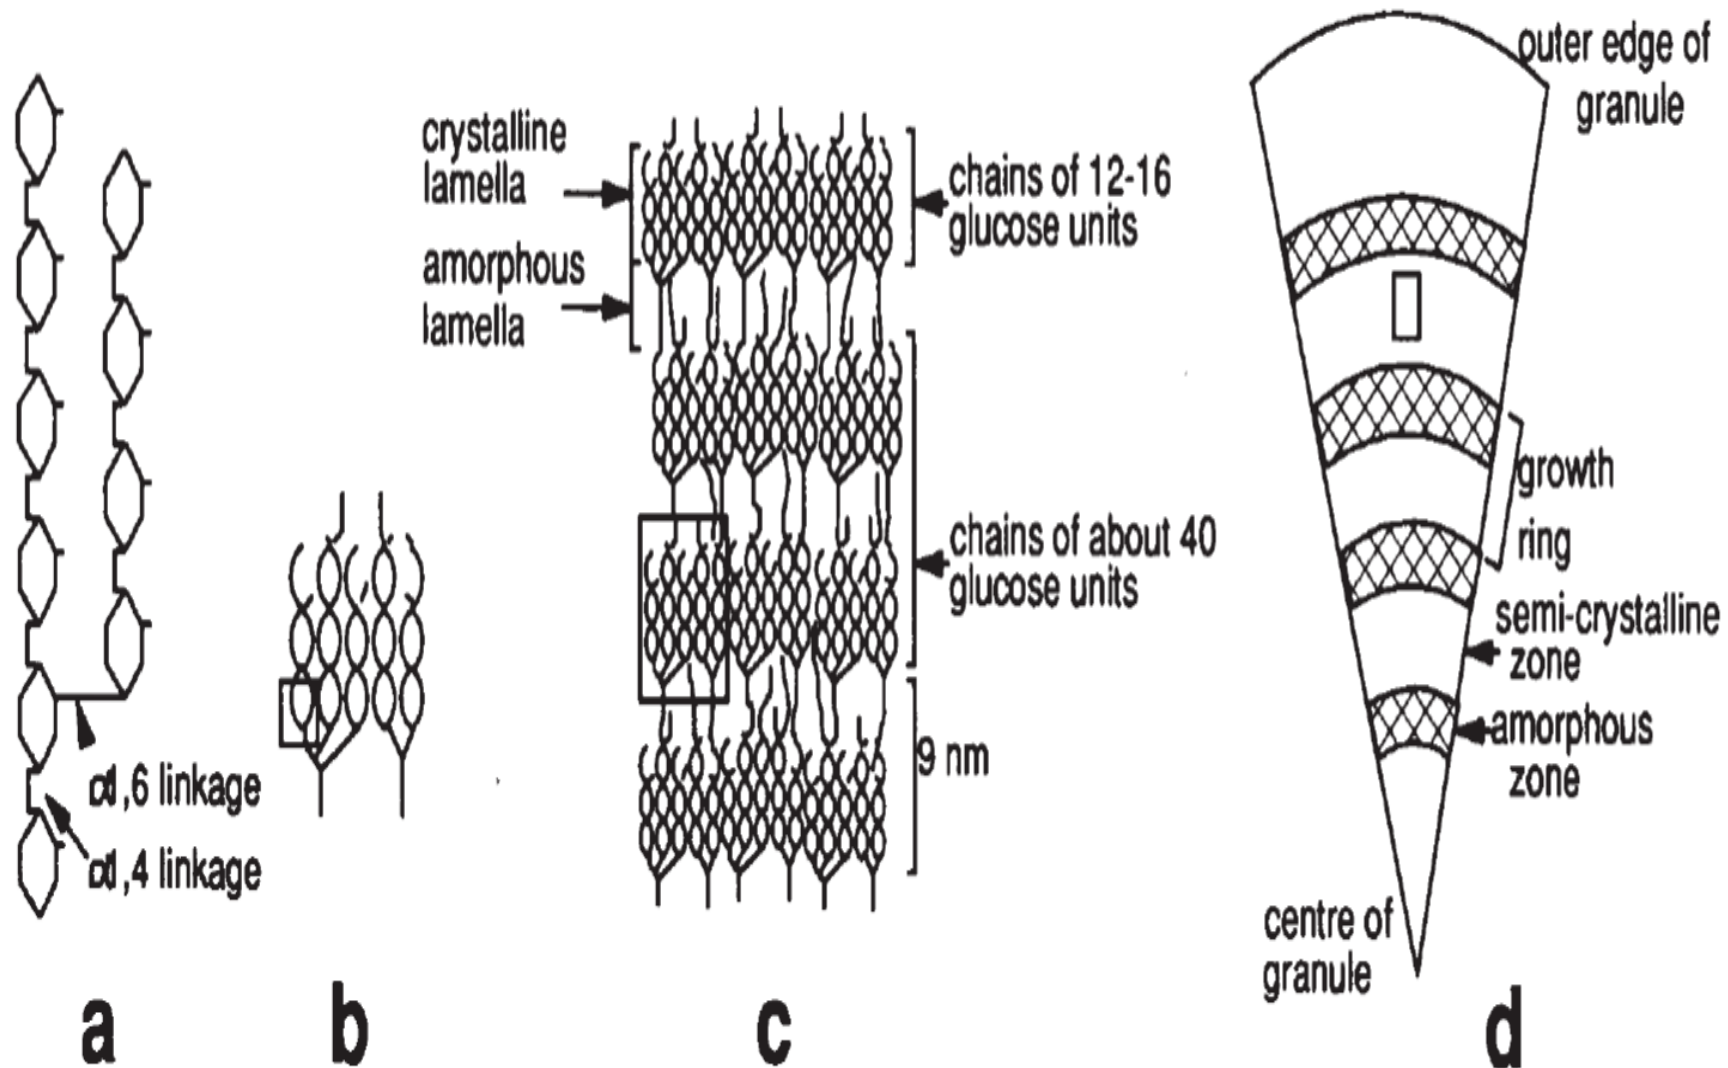 α1,6 linkage
α1,4 linkage
a
b
crystalline
lamella
amorphous
lamella
chains of 12-16
glucose units
chains of about 40
glucose units
9 nm
c
outer edge of
granule
growth
ring
semi-crystalline
zone
amorphous
zone
centre of
granule
d